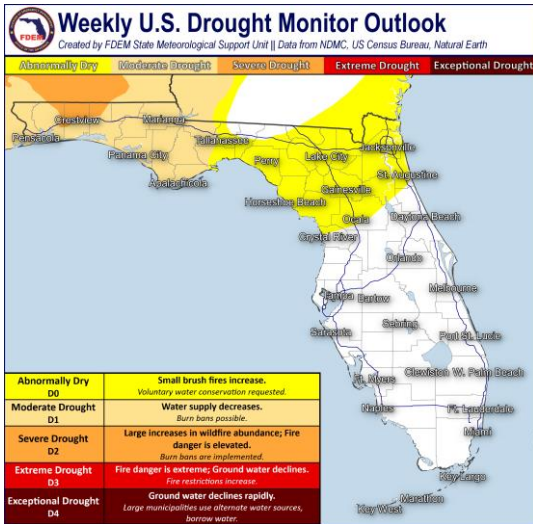 FDEM
Weekly U.S. Drought Monitor Outlook
Created by FDEM State Meteorological Support Unit || Data from NDMC, US Census Bureau, Natural Earth
Abnormally Dry Moderate Drought Severe Drought Extreme Drought Exceptional Drought
Crestview
Marianna
Pensacola
Tallahassee
Jacksonville
Panama City
Perry
Lake City
Apalachicola
St. Augustine
Gainesville
Horseshoe Beach
Ocala
Daytona Beach
Crystal River
Orlando
Tampa
Bartow
Melbourne
Sebring
Sarasota
Fort St. Lucie
Ft. Myers
Clewiston
W. Palm Beach
Naples
Ft. Lauderdale
Miami
Key Largo
Marathon
Key West
Abnormally Dry
D0
Small brush fires increase.
Voluntary water conservation requested.
Moderate Drought
D1
Water supply decreases.
Burn bans possible.
Severe Drought
D2
Large increases in wildfire abundance; Fire
danger is elevated.
Burn bans are implemented.
Extreme Drought
D3
Fire danger is extreme; Ground water declines.
Fire restrictions increase.
Exceptional Drought
D4
Ground water declines rapidly.
Large municipalities use alternate water sources,
borrow water.